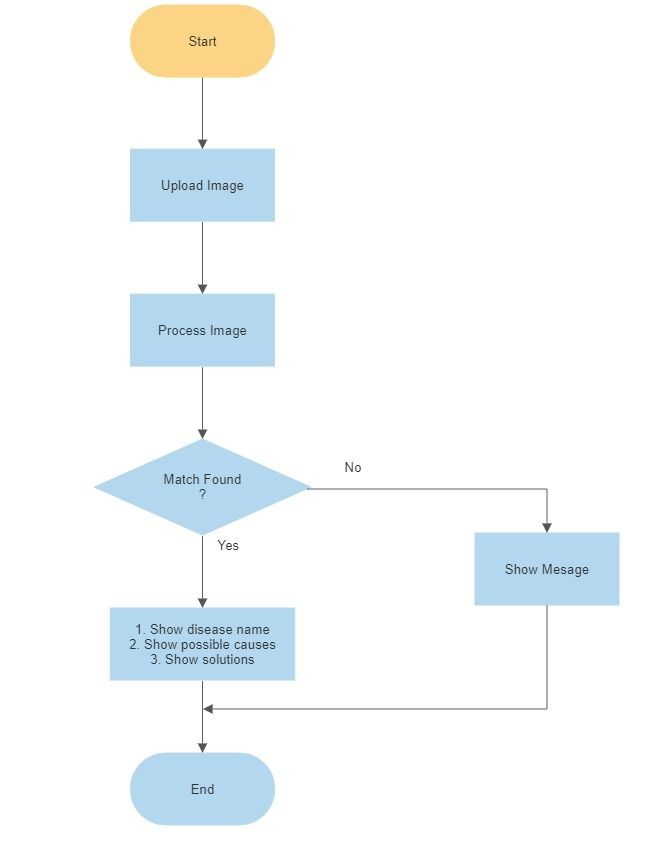 Start
Upload Image
Process Image
Match Found
?
No
Yes
Show Mesage
1. Show disease name
2. Show possible causes
3. Show solutions
End